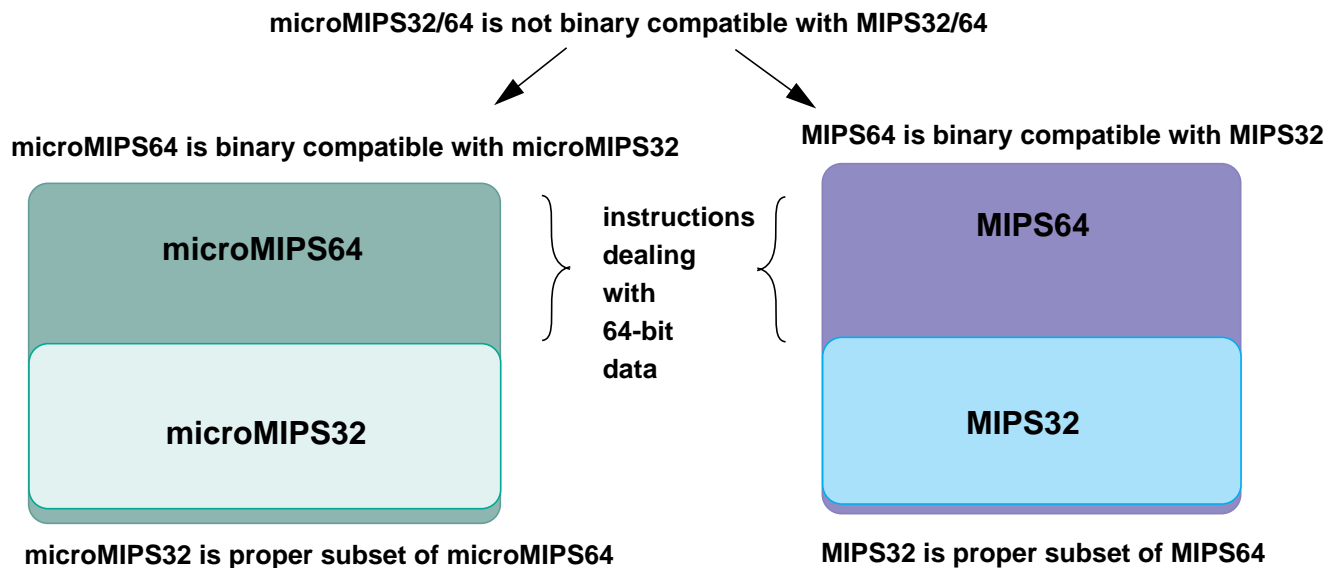 microMIPS32/64 is not binary compatible with MIPS32/64
microMIPS64 is binary compatible with microMIPS32
MIPS64 is binary compatible with MIPS32
microMIPS64
instructions
dealing
with
64-bit
data
MIPS64
microMIPS32
MIPS32
microMIPS32 is proper subset of microMIPS64
MIPS32 is proper subset of MIPS64